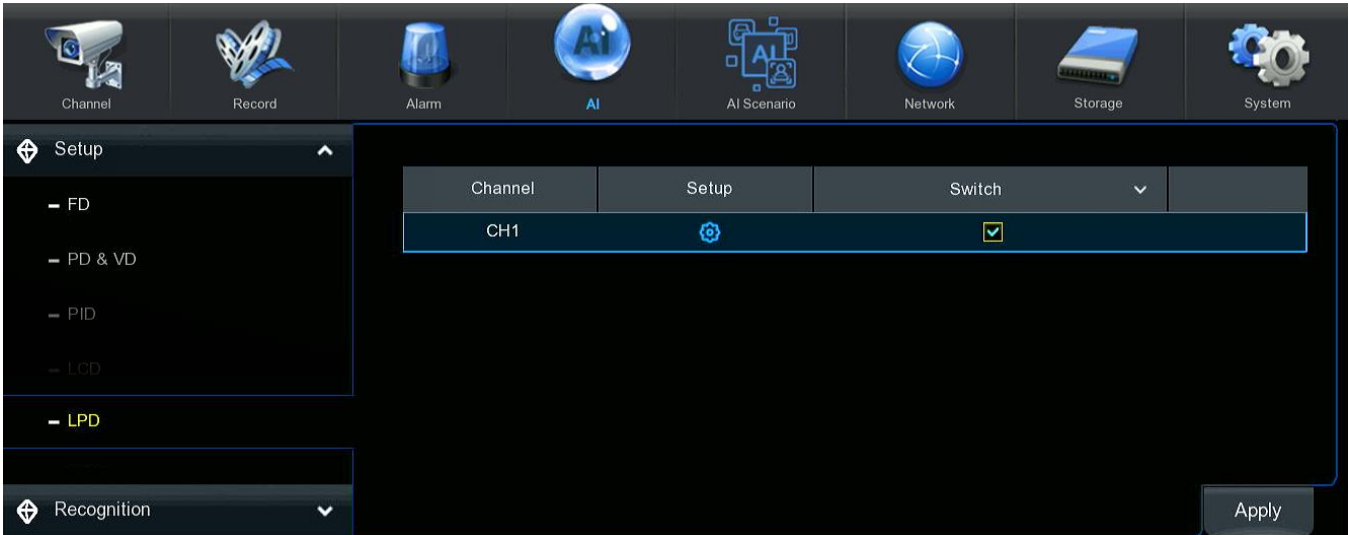 Channel Record Alarm AI AI Scenario Network Storage System
Setup
Channel Setup Switch
FD
CH1
PD & VD
PID
LCD
LPD
Recognition
Apply